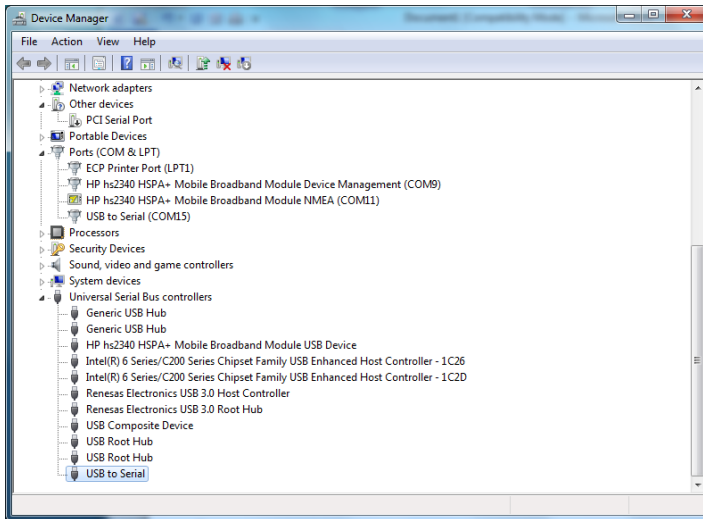 Device Manager
File Action View Help
Network adapters
Other devices
PCI Serial Port
Portable Devices
Ports (COM & LPT)
ECP Printer Port (LPT1)
HP hs2340 HSPA+ Mobile Broadband Module Device Management (COM9)
HP hs2340 HSPA+ Mobile Broadband Module NMEA (COM11)
USB to Serial (COM15)
Processors
Security Devices
Sound, video and game controllers
System devices
Universal Serial Bus controllers
Generic USB Hub
Generic USB Hub
HP hs2340 HSPA+ Mobile Broadband Module USB Device
Intel(R) 6 Series/C200 Series Chipset Family USB Enhanced Host Controller - 1C26
Intel(R) 6 Series/C200 Series Chipset Family USB Enhanced Host Controller - 1C2D
Renesas Electronics USB 3.0 Host Controller
Renesas Electronics USB 3.0 Root Hub
USB Composite Device
USB Root Hub
USB Root Hub
USB to Serial